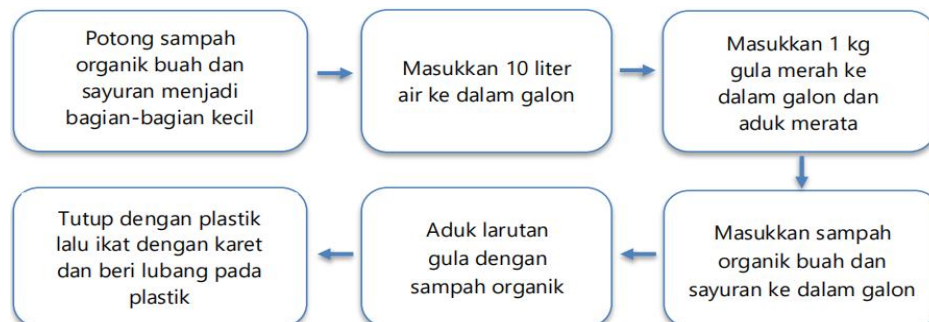 Potong sampah
organik buah dan
sayuran menjadi
bagian-bagian kecil
Masukkan 10 liter
air ke dalam galon
Masukkan 1 kg
gula merah ke
dalam galon dan
aduk merata
Masukkan sampah
organik buah dan
sayuran ke dalam galon
Aduk larutan
gula dengan
sampah organik
Tutup dengan plastik
lalu ikat dengan karet
dan beri lubang pada
plastik